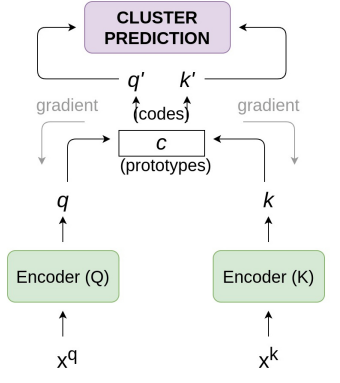 CLUSTER
PREDICTION
q' k'
gradient gradient
(codes)
c
(prototypes)
q k
Encoder (Q) Encoder (K)
x^q x^k